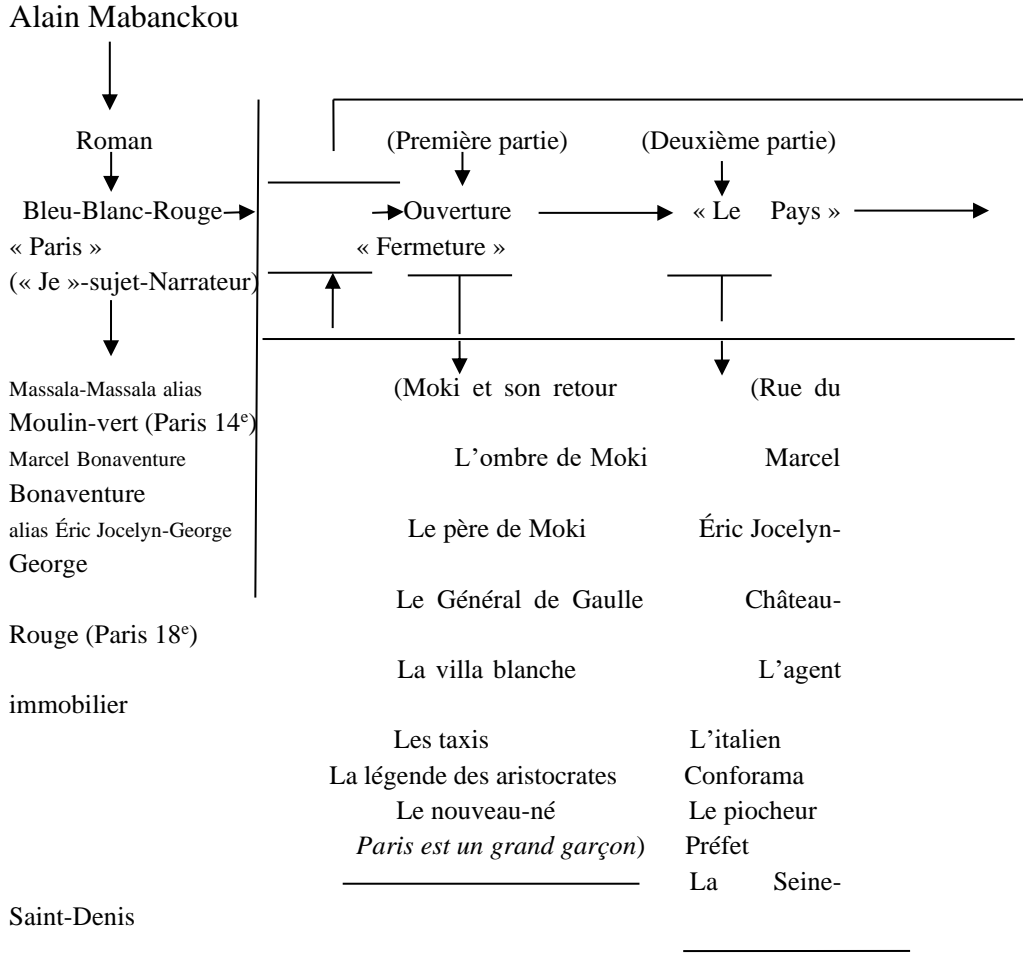 Alain Mabanckou
Roman (Première partie) (Deuxième partie)
Bleu-Blanc-Rouge Ouverture « Le Pays »
« Paris » « Fermeture »
(« Je »-sujet-Narrateur)
Massala-Massala alias (Moki et son retour (Rue du
Moulin-vert (Paris 14e)
L’ombre de Moki Marcel
Marcel Bonaventure
Bonaventure
alias Éric Jocelyn-George Le père de Moki Éric Jocelyn-
George
Le Général de Gaulle Château-
Rouge (Paris 18e)
La villa blanche L’agent
immobilier
Les taxis L’italien
La légende des aristocrates Conforama
Le nouveau-né Le piocheur
Paris est un grand garçon) Préfet
La Seine-
Saint-Denis